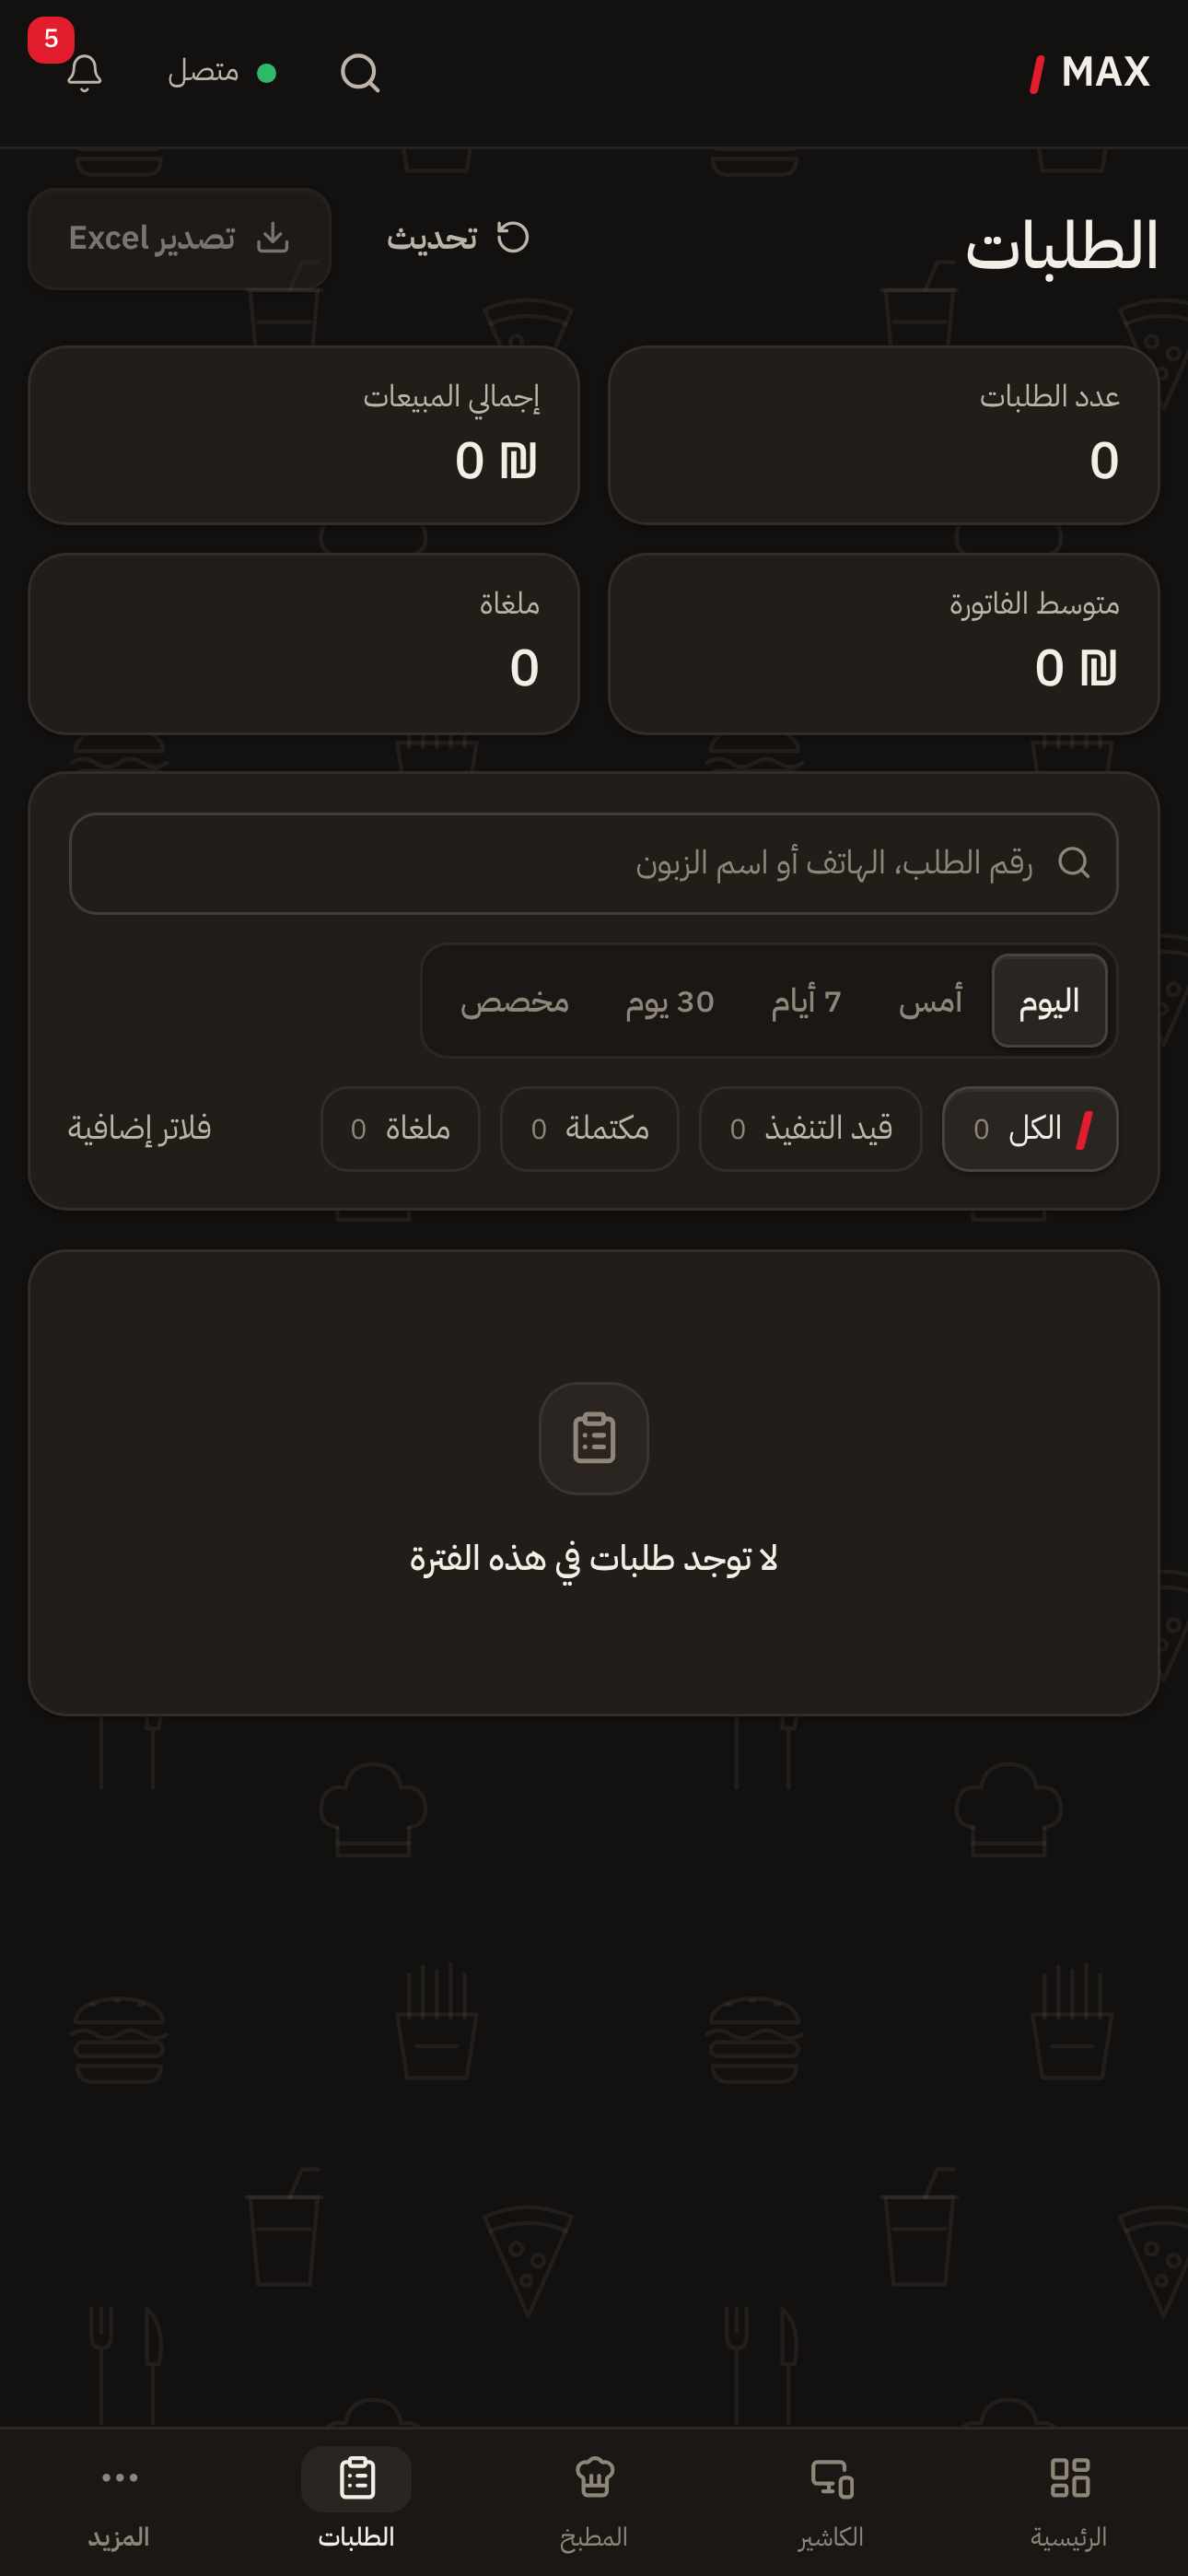 MAX
متصل
5
الطلبات
تحديث
تصدير Excel
عدد الطلبات
0
إجمالي المبيعات
₪ 0
متوسط الفاتورة
₪ 0
ملغاة
0
رقم الطلب، الهاتف أو اسم الزبون
اليوم أمس 7 أيام 30 يوم مخصص
الكل 0 قيد التنفيذ 0 مكتملة 0 ملغاة 0 فلاتر إضافية
لا توجد طلبات في هذه الفترة
الرئيسية الكاشير المطبخ الطلبات المزيد